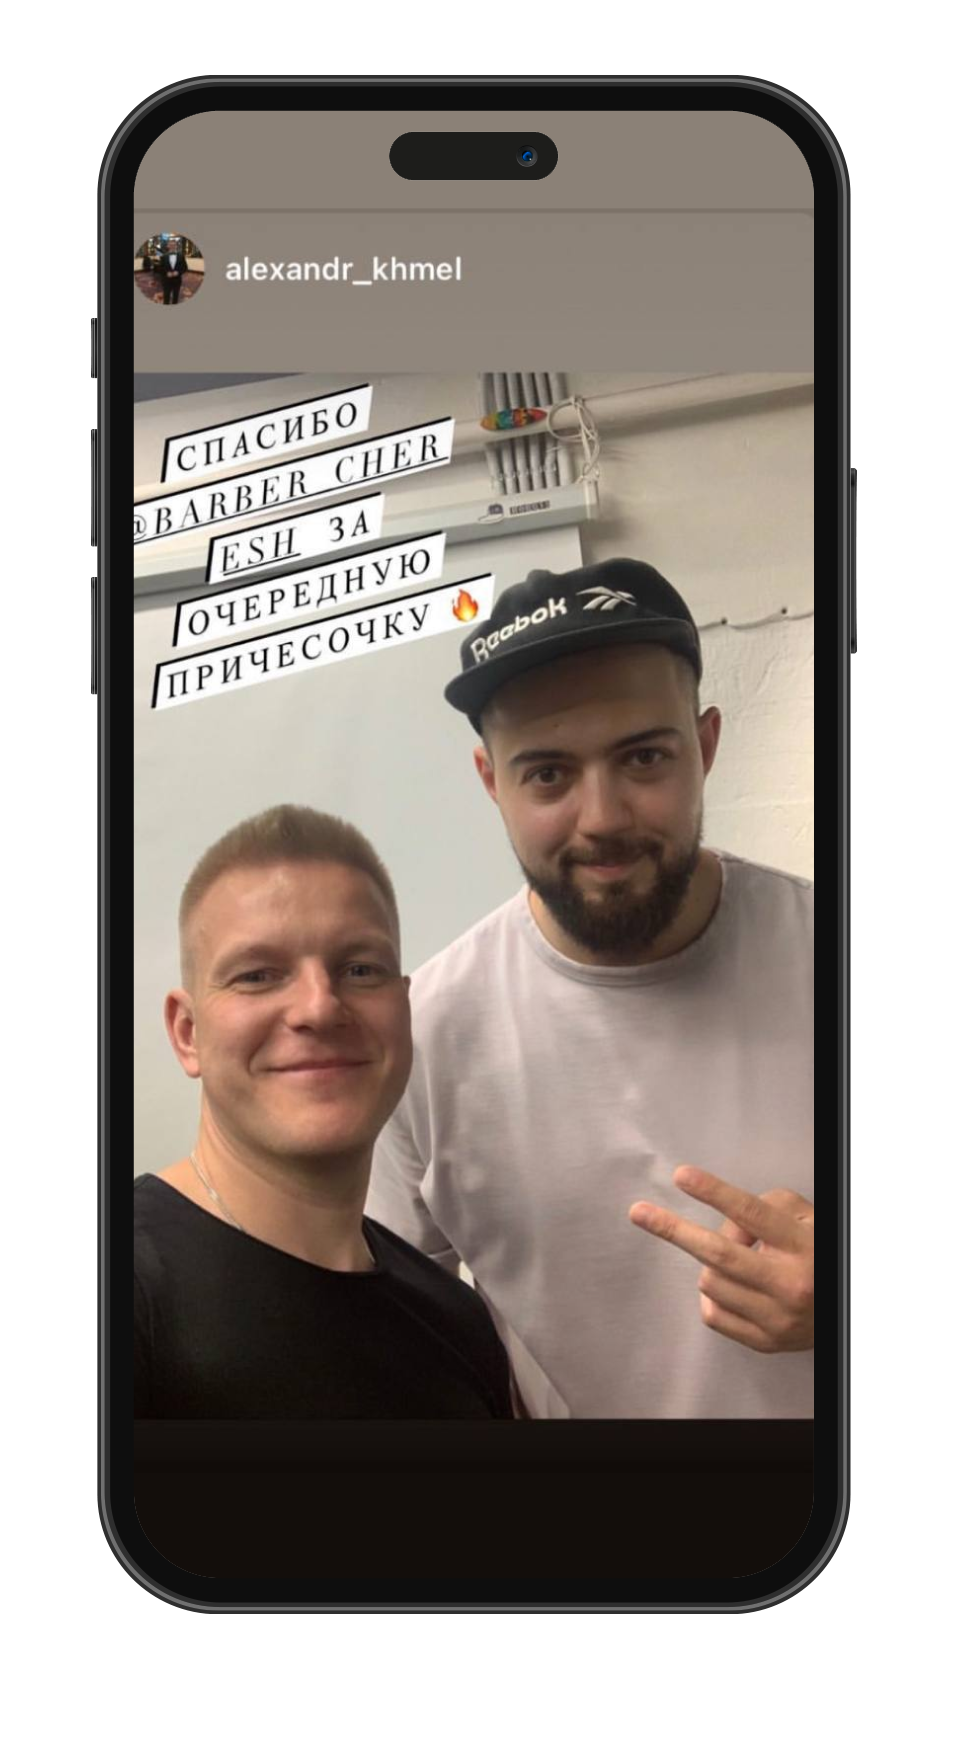 alexandr_khmel
СПАСИБО
@BARBER_CHER
ESH ЗА
ОЧЕРЕДНУЮ
ПРИЧЕСОЧКУ 🔥
Reebok